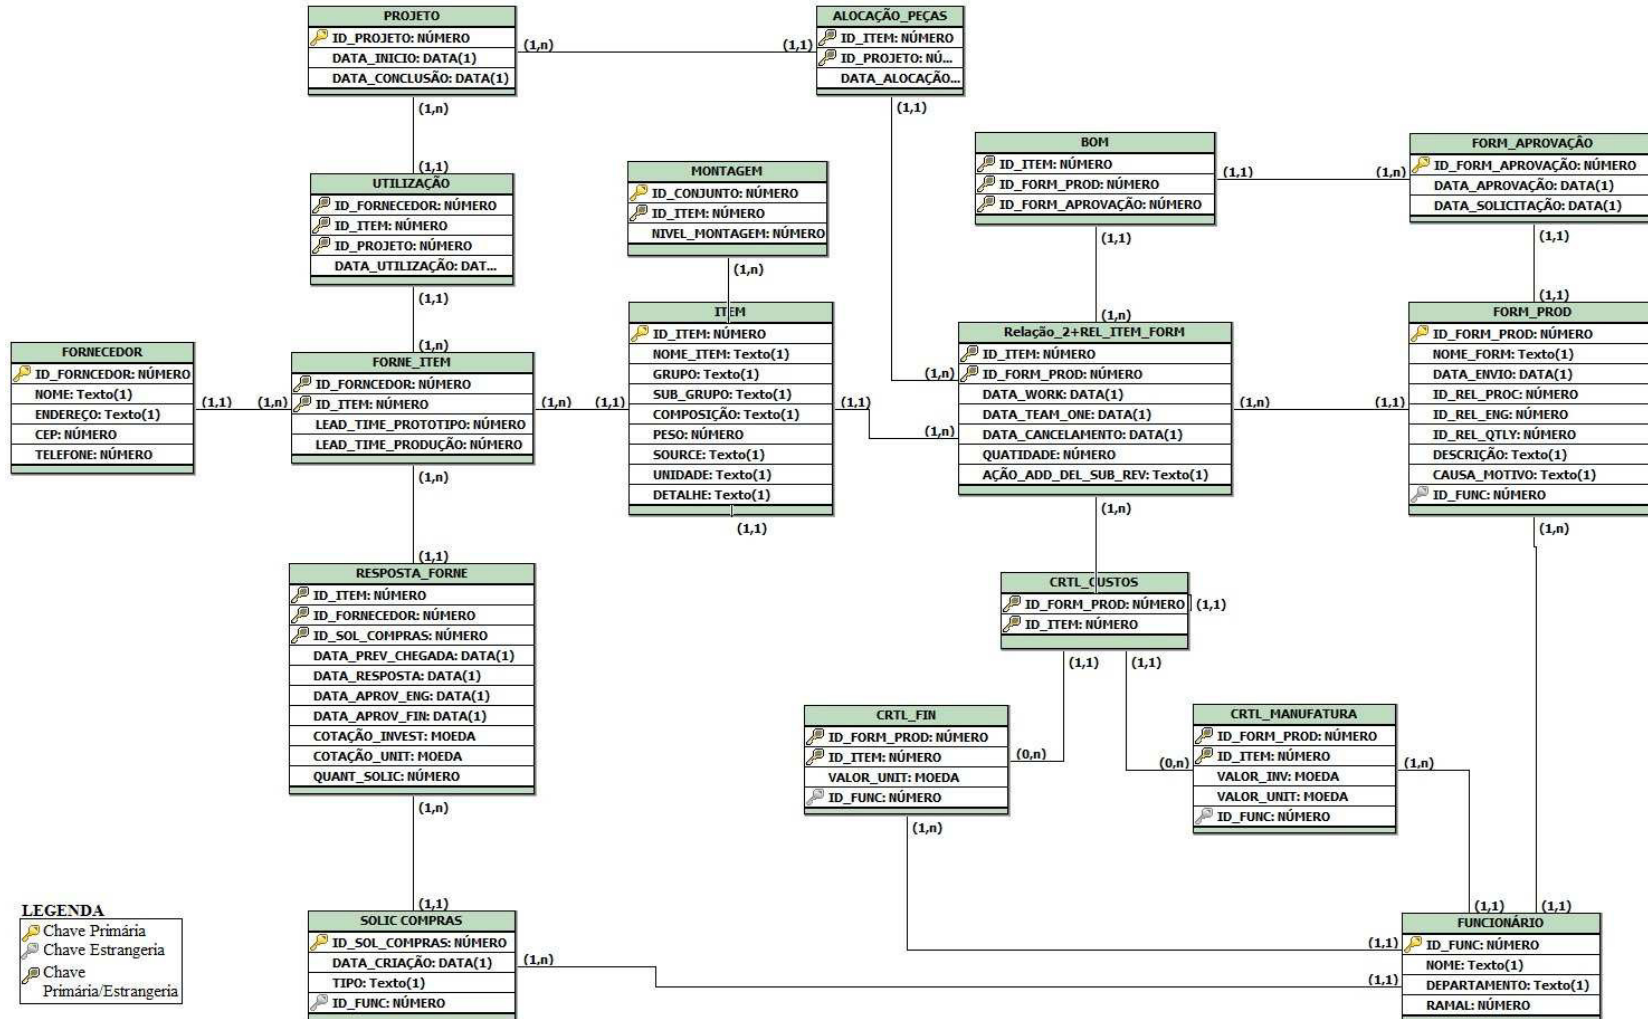 PROJETO
ID_PROJETO: NÚMERO
DATA_INICIO: DATA(1)
DATA_CONCLUSÃO: DATA(1)
(1,n)
(1,1)
ALOCAÇÃO_PEÇAS
ID_ITEM: NÚMERO
ID_PROJETO: NÚ...
DATA_ALOCAÇÃO...
(1,n)
(1,1)
(1,1)
UTILIZAÇÃO
ID_FORNECEDOR: NÚMERO
ID_ITEM: NÚMERO
ID_PROJETO: NÚMERO
DATA_UTILIZAÇÃO: DAT...
(1,1)
(1,n)
MONTAGEM
ID_CONJUNTO: NÚMERO
ID_ITEM: NÚMERO
NIVEL_MONTAGEM: NÚMERO
(1,n)
BOM
ID_ITEM: NÚMERO
ID_FORM_PROD: NÚMERO
ID_FORM_APROVAÇÃO: NÚMERO
(1,1)
(1,n)
(1,1)
(1,n)
FORM_APROVAÇÃO
ID_FORM_APROVAÇÃO: NÚMERO
DATA_APROVAÇÃO: DATA(1)
DATA_SOLICITAÇÃO: DATA(1)
(1,1)
(1,1)
FORNECEDOR
ID_FORNCEDOR: NÚMERO
NOME: Texto(1)
ENDEREÇO: Texto(1)
CEP: NÚMERO
TELEFONE: NÚMERO
(1,1)
(1,n)
FORNE_ITEM
ID_FORNCEDOR: NÚMERO
ID_ITEM: NÚMERO
LEAD_TIME_PROTOTIPO: NÚMERO
LEAD_TIME_PRODUÇÃO: NÚMERO
(1,n)
(1,1)
(1,n)
(1,1)
ITEM
ID_ITEM: NÚMERO
NOME_ITEM: Texto(1)
GRUPO: Texto(1)
SUB_GRUPO: Texto(1)
COMPOSIÇÃO: Texto(1)
PESO: NÚMERO
SOURCE: Texto(1)
UNIDADE: Texto(1)
DETALHE: Texto(1)
(1,1)
(1,1)
(1,n)
(1,n)
Relação_2+REL_ITEM_FORM
ID_ITEM: NÚMERO
ID_FORM_PROD: NÚMERO
DATA_WORK: DATA(1)
DATA_TEAM_ONE: DATA(1)
DATA_CANCELAMENTO: DATA(1)
QUATIDADE: NÚMERO
AÇÃO_ADD_DEL_SUB_REV: Texto(1)
(1,n)
(1,n)
(1,1)
FORM_PROD
ID_FORM_PROD: NÚMERO
NOME_FORM: Texto(1)
DATA_ENVIO: DATA(1)
ID_REL_PROC: NÚMERO
ID_REL_ENG: NÚMERO
ID_REL_QTLY: NÚMERO
DESCRIÇÃO: Texto(1)
CAUSA_MOTIVO: Texto(1)
ID_FUNC: NÚMERO
(1,n)
RESPOSTA_FORNE
ID_ITEM: NÚMERO
ID_FORNECEDOR: NÚMERO
ID_SOL_COMPRAS: NÚMERO
DATA_PREV_CHEGADA: DATA(1)
DATA_RESPOSTA: DATA(1)
DATA_APROV_ENG: DATA(1)
DATA_APROV_FIN: DATA(1)
COTAÇÃO_INVEST: MOEDA
COTAÇÃO_UNIT: MOEDA
QUANT_SOLIC: NÚMERO
(1,n)
(1,1)
CRTL_CUSTOS
ID_FORM_PROD: NÚMERO
ID_ITEM: NÚMERO
(1,1)
(1,1)
(1,1)
CRTL_FIN
ID_FORM_PROD: NÚMERO
ID_ITEM: NÚMERO
VALOR_UNIT: MOEDA
ID_FUNC: NÚMERO
(0,n)
(1,n)
(0,n)
CRTL_MANUFATURA
ID_FORM_PROD: NÚMERO
ID_ITEM: NÚMERO
VALOR_INV: MOEDA
VALOR_UNIT: MOEDA
ID_FUNC: NÚMERO
(1,n)
LEGENDA
Chave Primária
Chave Estrangeria
Chave
Primária/Estrangeria
SOLIC COMPRAS
ID_SOL_COMPRAS: NÚMERO
DATA_CRIAÇÃO: DATA(1)
TIPO: Texto(1)
ID_FUNC: NÚMERO
(1,n)
(1,1)
(1,1)
(1,1)
(1,1)
FUNCIONÁRIO
ID_FUNC: NÚMERO
NOME: Texto(1)
DEPARTAMENTO: Texto(1)
RAMAL: NÚMERO